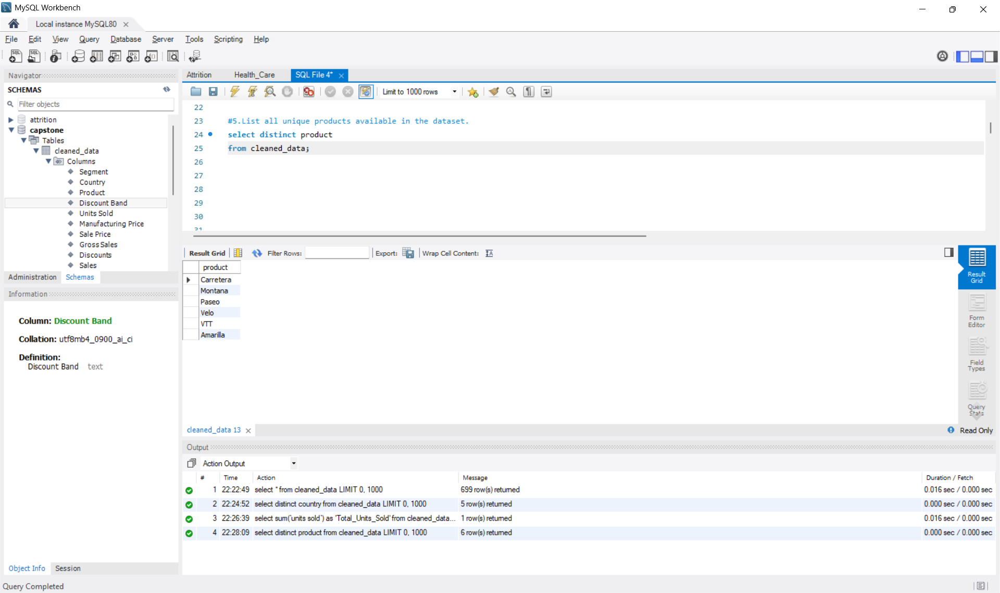 MySQL Workbench
Local instance MySQL80
File Edit View Query Database Server Tools Scripting Help
Navigator
SCHEMAS
Filter objects
attrition
capstone
Tables
cleaned_data
Columns
Segment
Country
Product
Discount Band
Units Sold
Manufacturing Price
Sale Price
Gross Sales
Discounts
Sales
Administration Schemas
Information
Column: Discount Band
Collation: utf8mb4_0900_ai_ci
Definition:
Discount Band text
Object Info Session
Attrition Health_Care SQL File 4*
Limit to 1000 rows
22
23 #5.List all unique products available in the dataset.
24 select distinct product
25 from cleaned_data;
26
27
28
29
30
31
Result Grid Filter Rows: Export: Wrap Cell Content:
product
Carretera
Montana
Paseo
Velo
VTT
Amarilla
Result
Grid
Form
Editor
Field
Types
Query
Stats
cleaned_data 13
Read Only
Output
Action Output
# Time Action Message Duration / Fetch
1 22:22:49 select * from cleaned_data LIMIT 0, 1000 699 row(s) returned 0.016 sec / 0.000 sec
2 22:24:52 select distinct country from cleaned_data LIMIT 0, 1000 5 row(s) returned 0.000 sec / 0.000 sec
3 22:26:39 select sum(`units sold`) as 'Total_Units_Sold' from cleaned_data... 1 row(s) returned 0.016 sec / 0.000 sec
4 22:28:09 select distinct product from cleaned_data LIMIT 0, 1000 6 row(s) returned 0.000 sec / 0.000 sec
Query Completed